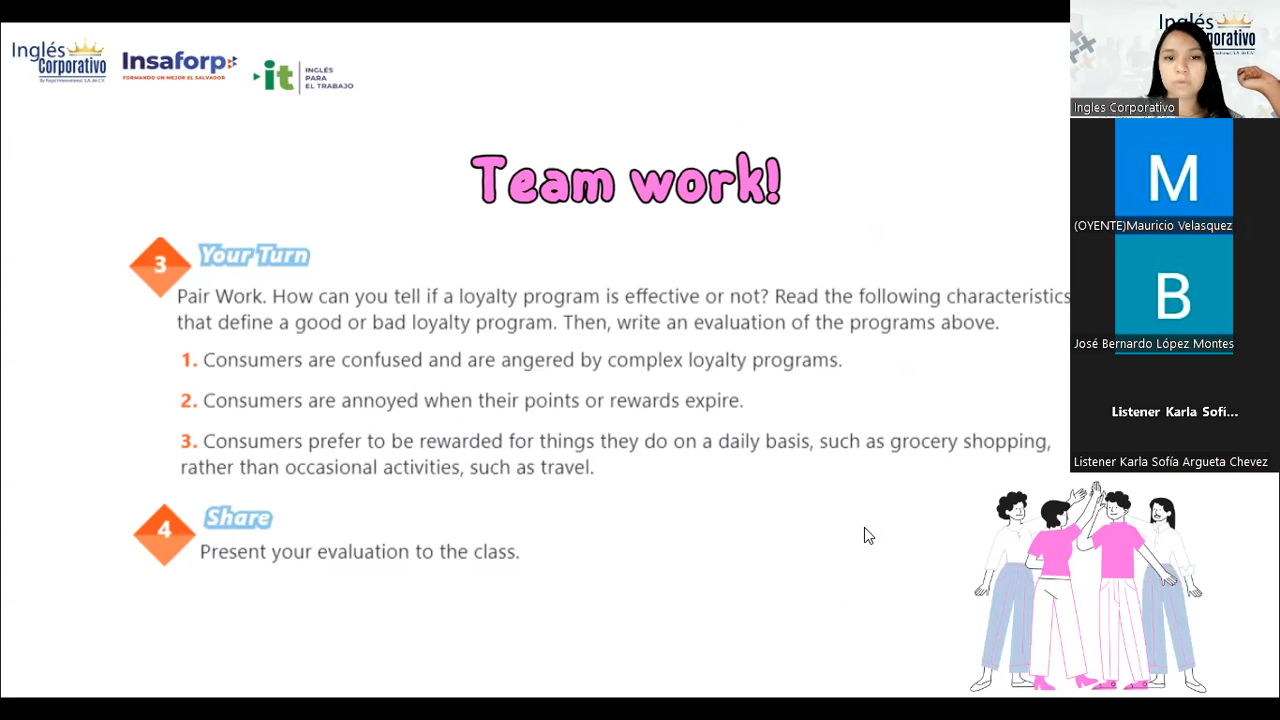 Inglés
Corporativo
By Regal International, S.A. de C.V.
Insaforp
FORMANDO UN MEJOR EL SALVADOR
it
INGLÉS
PARA
EL TRABAJO
Team work!
3 Your Turn
Pair Work. How can you tell if a loyalty program is effective or not? Read the following characteristics
that define a good or bad loyalty program. Then, write an evaluation of the programs above.
1. Consumers are confused and are angered by complex loyalty programs.
2. Consumers are annoyed when their points or rewards expire.
3. Consumers prefer to be rewarded for things they do on a daily basis, such as grocery shopping,
rather than occasional activities, such as travel.
4 Share
Present your evaluation to the class.
Inglés
Ingles Corporativo
M
(OYENTE)Mauricio Velasquez
B
José Bernardo López Montes
Listener Karla Sofí...
Listener Karla Sofía Argueta Chevez